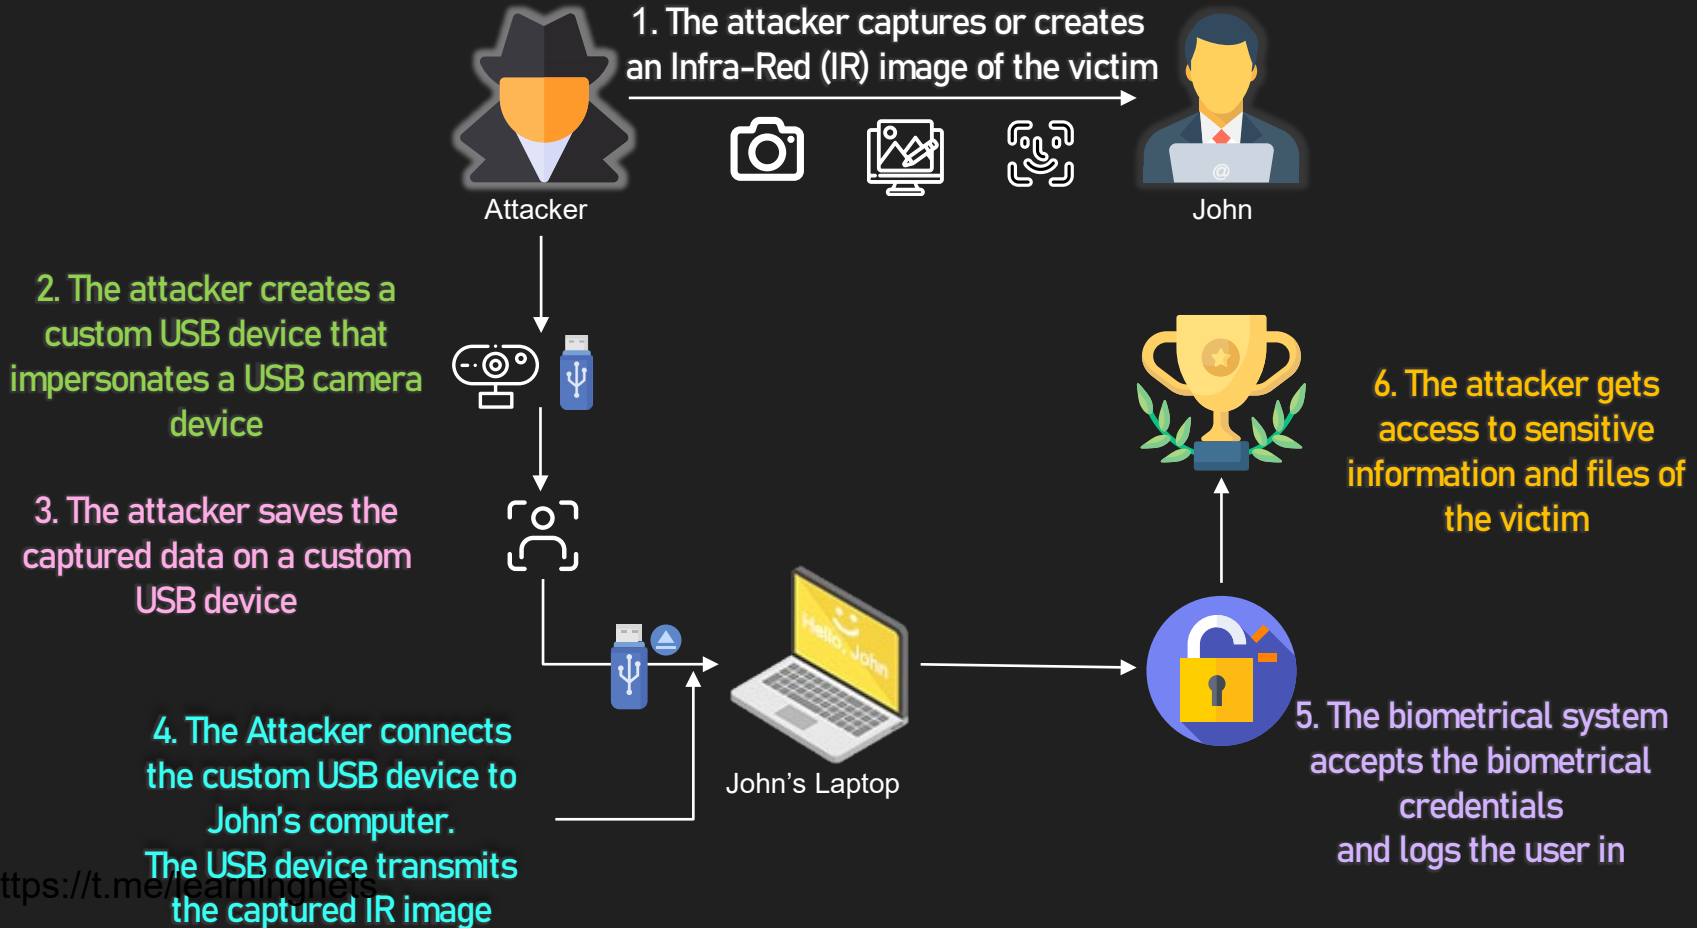 1. The attacker captures or creates
an Infra-Red (IR) image of the victim
@
Attacker
John
2. The attacker creates a
custom USB device that
impersonates a USB camera
device
6. The attacker gets
access to sensitive
information and files of
the victim
3. The attacker saves the
captured data on a custom
USB device
Hello, John
4. The Attacker connects
the custom USB device to
John's computer.
The USB device transmits
the captured IR image
John's Laptop
5. The biometrical system
accepts the biometrical
credentials
and logs the user in
ttps://t.me/learningnets